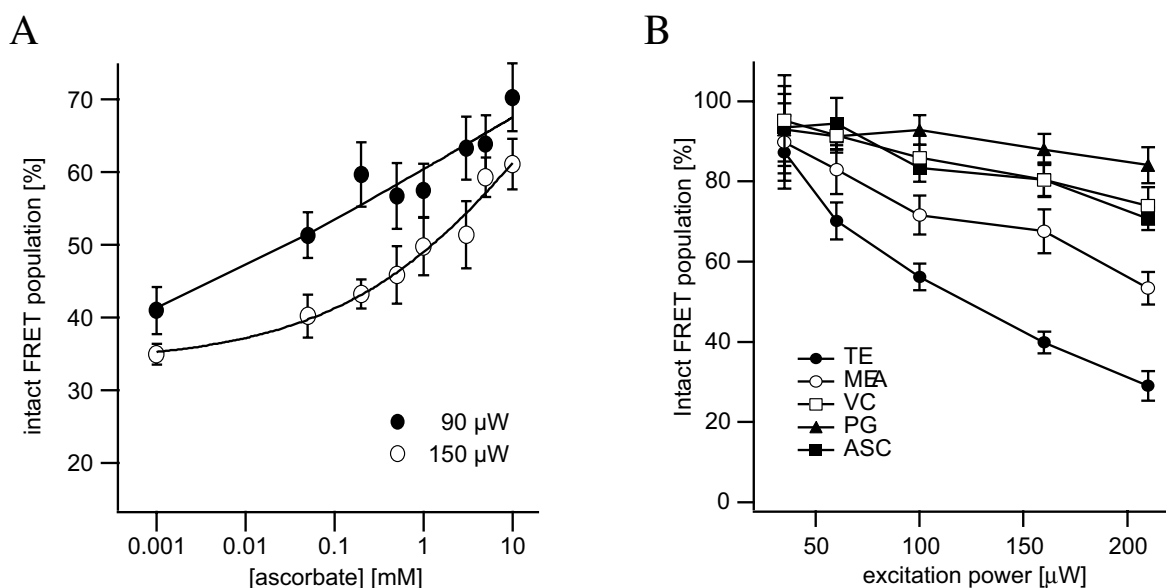 A
intact FRET population [%]
70
60
50
40
30
20
90 µW
150 µW
0.001
0.01
0.1
1
10
[ascorbate] [mM]
B
Intact FRET population [%]
100
80
60
40
20
0
TE
MEA
VC
PG
ASC
50
100
150
200
excitation power [µW]